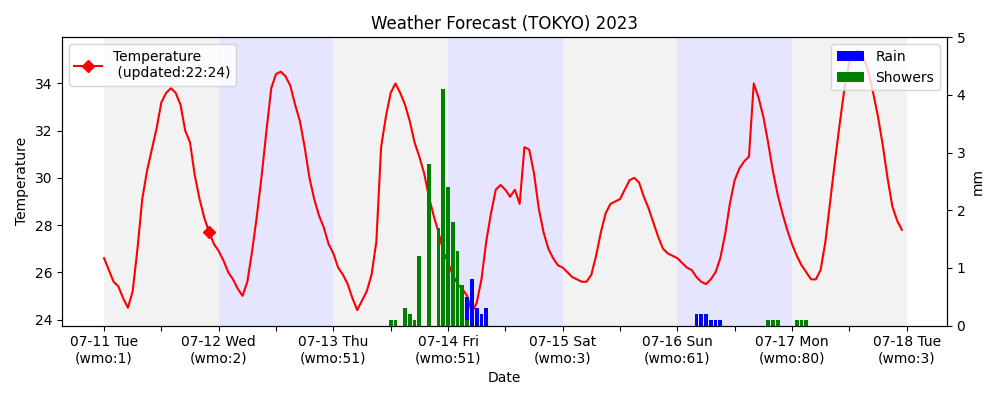 Weather Forecast (TOKYO) 2023
Temperature
(updated:22:24)
Rain
Showers
34
32
30
28
26
24
Temperature
5
4
3
2
1
0
mm
07-11 Tue
(wmo:1)
07-12 Wed
(wmo:2)
07-13 Thu
(wmo:51)
07-14 Fri
(wmo:51)
07-15 Sat
(wmo:3)
07-16 Sun
(wmo:61)
07-17 Mon
(wmo:80)
07-18 Tue
(wmo:3)
Date